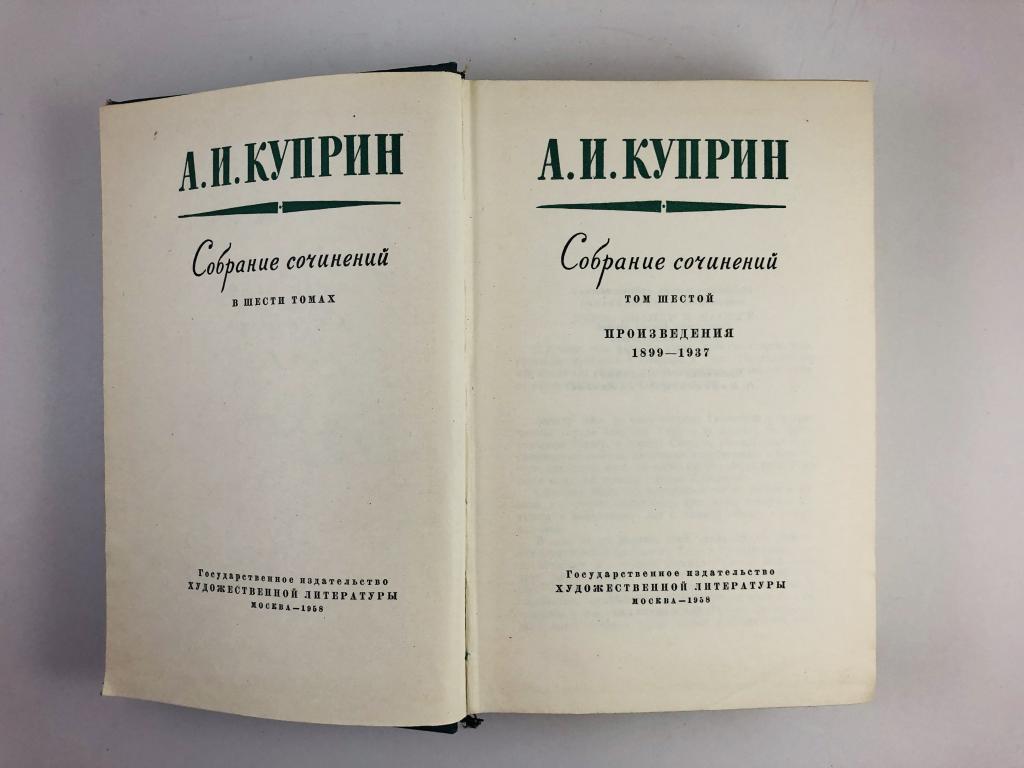 А.И.КУПРИН
Собрание сочинений
В ШЕСТИ ТОМАХ
Государственное издательство
ХУДОЖЕСТВЕННОЙ ЛИТЕРАТУРЫ
МОСКВА—1958
А.И.КУПРИН
Собрание сочинений
ТОМ ШЕСТОЙ
ПРОИЗВЕДЕНИЯ
1899—1937
Государственное издательство
ХУДОЖЕСТВЕННОЙ ЛИТЕРАТУРЫ
МОСКВА—1958